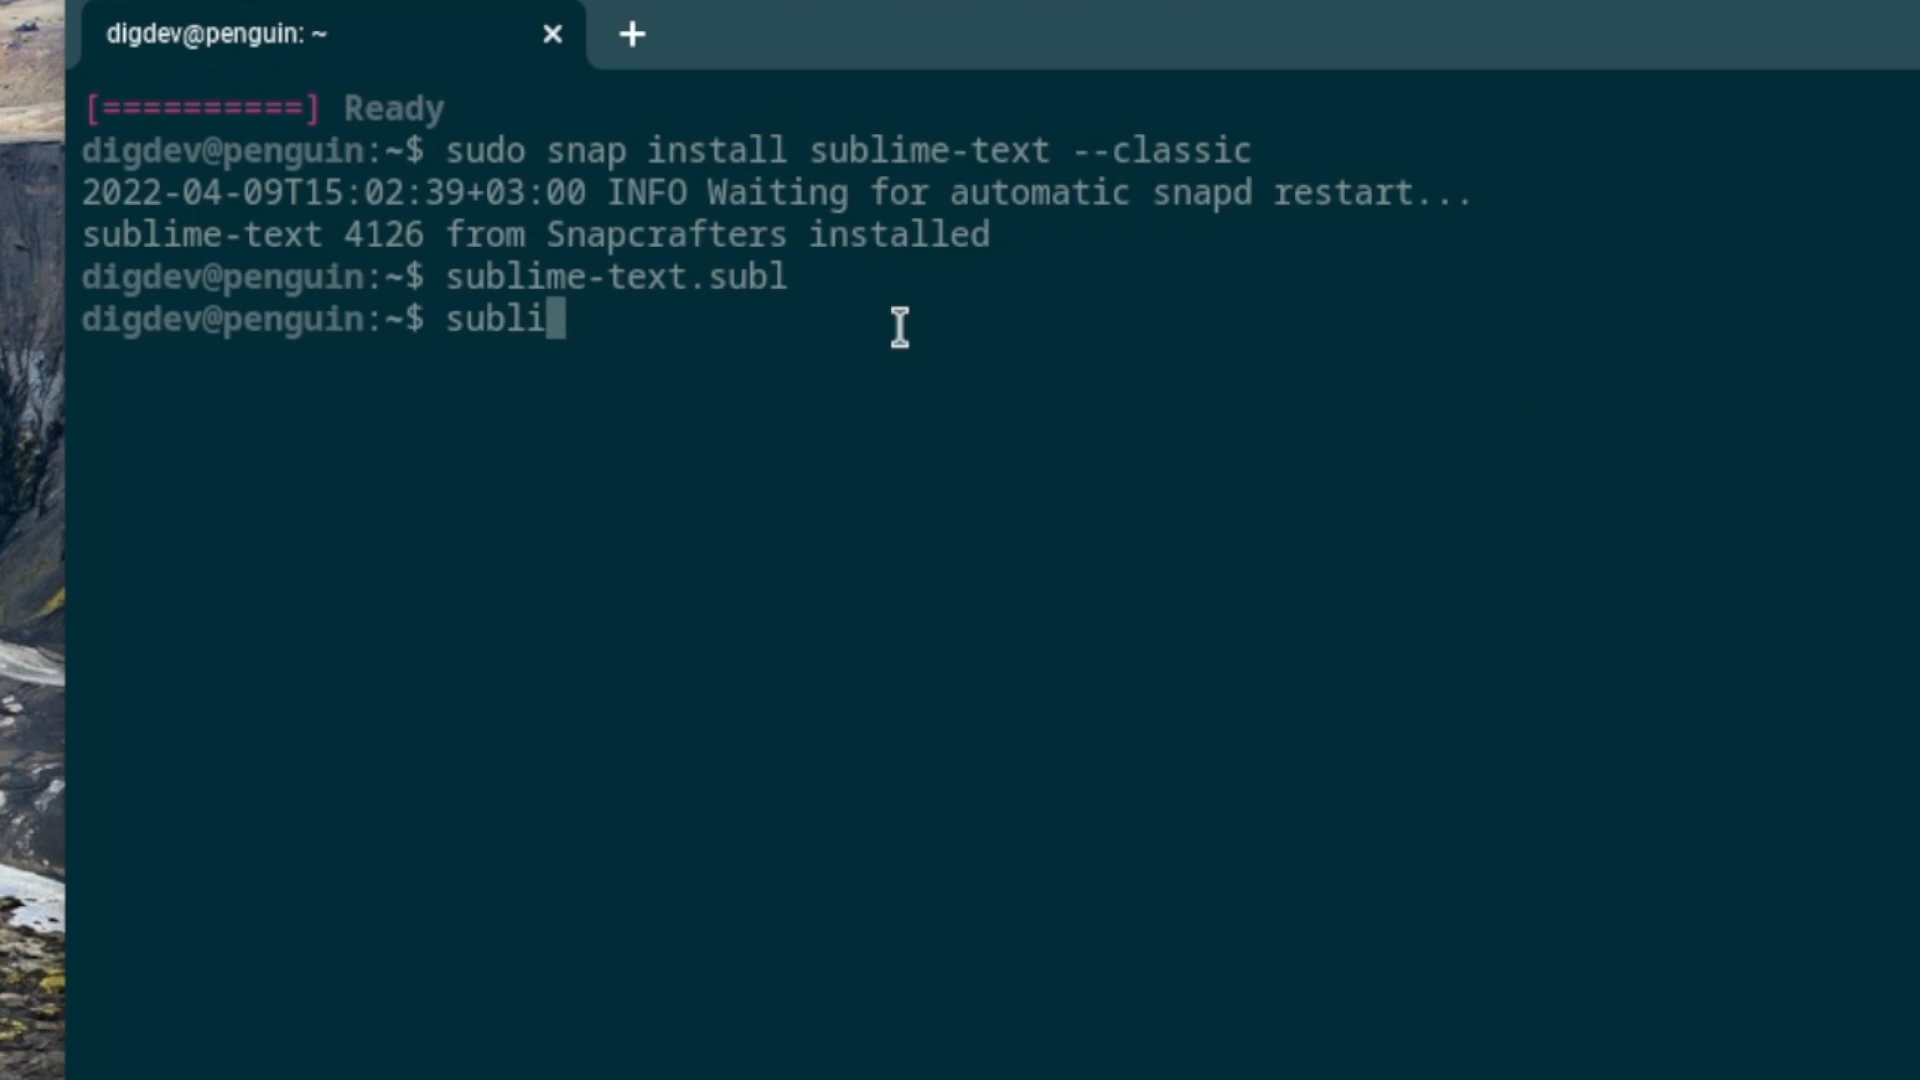 digdev@penguin: ~
[==========] Ready
digdev@penguin:~$ sudo snap install sublime-text --classic
2022-04-09T15:02:39+03:00 INFO Waiting for automatic snapd restart...
sublime-text 4126 from Snapcrafters installed
digdev@penguin:~$ sublime-text.subl
digdev@penguin:~$ subli